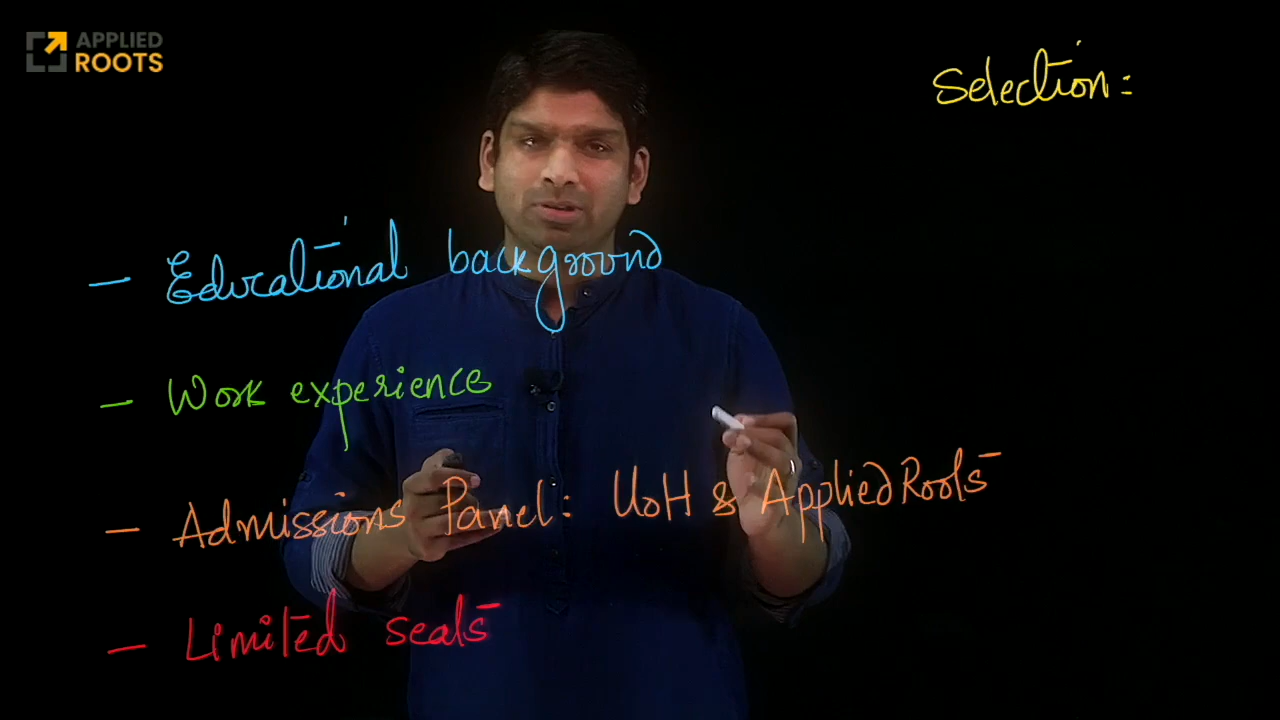 APPLIED
ROOTS
Selection:
- Educational background
- Work experience
- Admissions Panel: UoH & AppliedRoots
- Limited seats